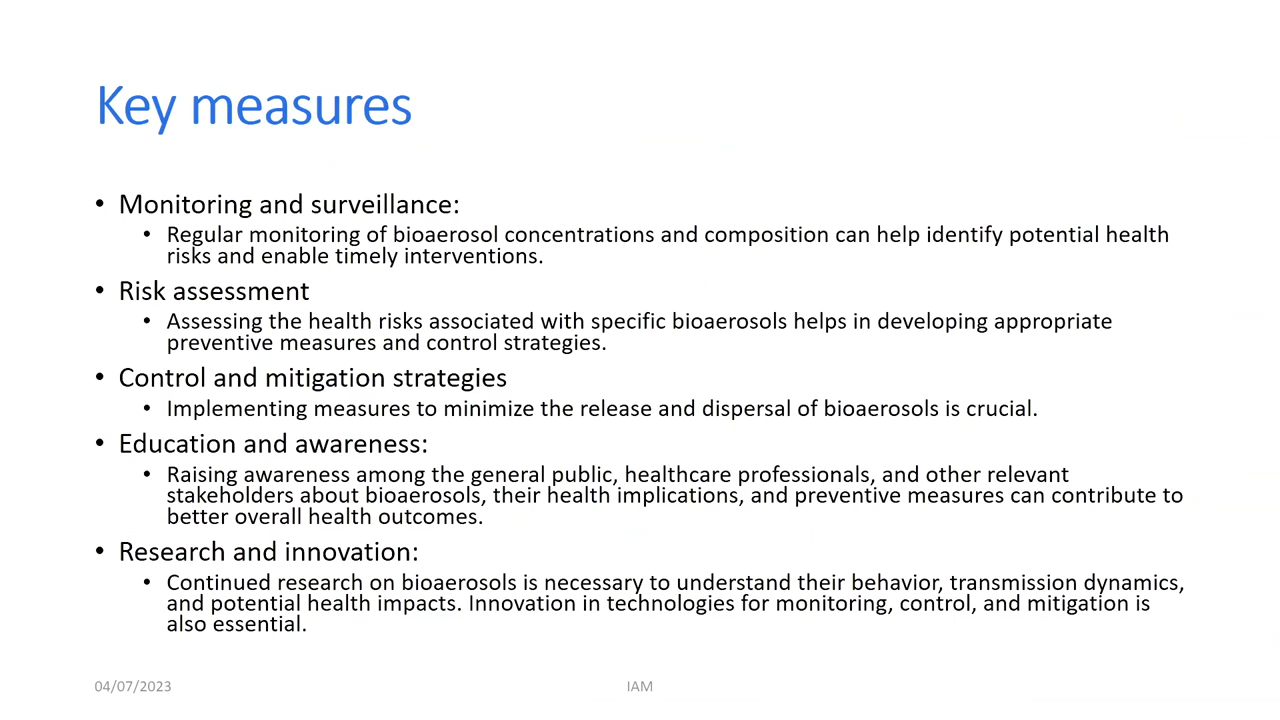 Key measures
• Monitoring and surveillance:
• Regular monitoring of bioaerosol concentrations and composition can help identify potential health
risks and enable timely interventions.
• Risk assessment
• Assessing the health risks associated with specific bioaerosols helps in developing appropriate
preventive measures and control strategies.
• Control and mitigation strategies
• Implementing measures to minimize the release and dispersal of bioaerosols is crucial.
• Education and awareness:
• Raising awareness among the general public, healthcare professionals, and other relevant
stakeholders about bioaerosols, their health implications, and preventive measures can contribute to
better overall health outcomes.
• Research and innovation:
• Continued research on bioaerosols is necessary to understand their behavior, transmission dynamics,
and potential health impacts. Innovation in technologies for monitoring, control, and mitigation is
also essential.
04/07/2023
IAM